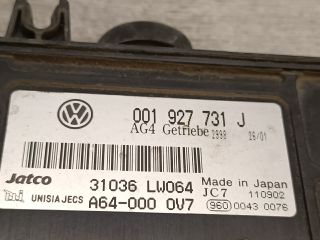 001 927 731 J
AG4 Getriebe 2999 26/01
Jatco 31036 LW064 Made in Japan
JC7 110902
UNISIA JECS A64-000 0V7 960 0043 0076